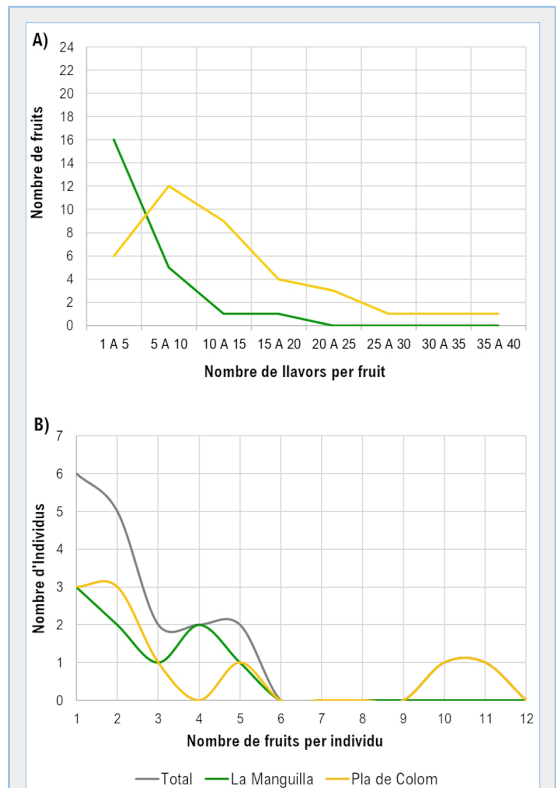 A)
24
22
20
18
16
14
12
10
8
6
4
2
0
Nombre de fruits
1 A 5 5 A 10 10 A 15 15 A 20 20 A 25 25 A 30 30 A 35 35 A 40
Nombre de llavors per fruit
B)
7
6
5
4
3
2
1
0
Nombre d'Individus
1 2 3 4 5 6 7 8 9 10 11 12
Nombre de fruits per individu
Total La Manguilla Pla de Colom